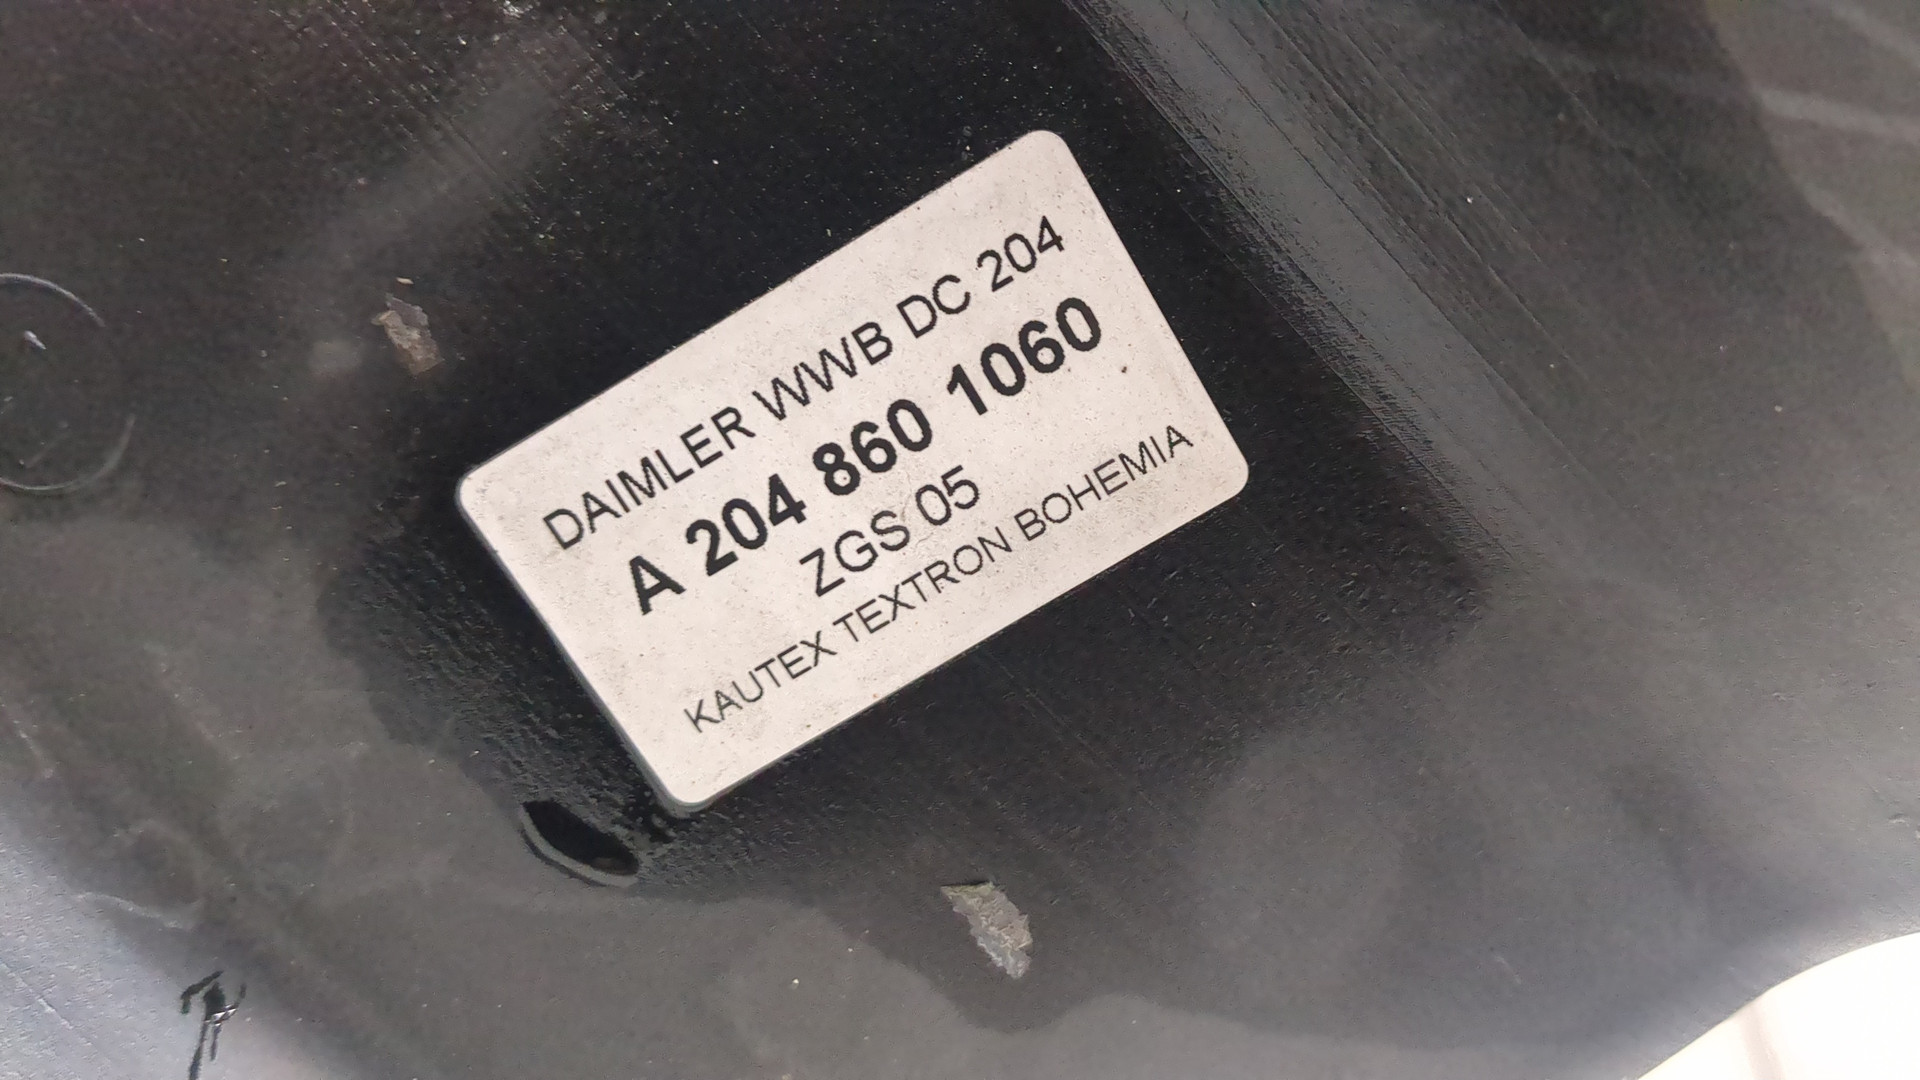 DAIMLER WWB DC 204
A 204 860 1060
ZGS 05
KAUTEX TEXTRON BOHEMIA